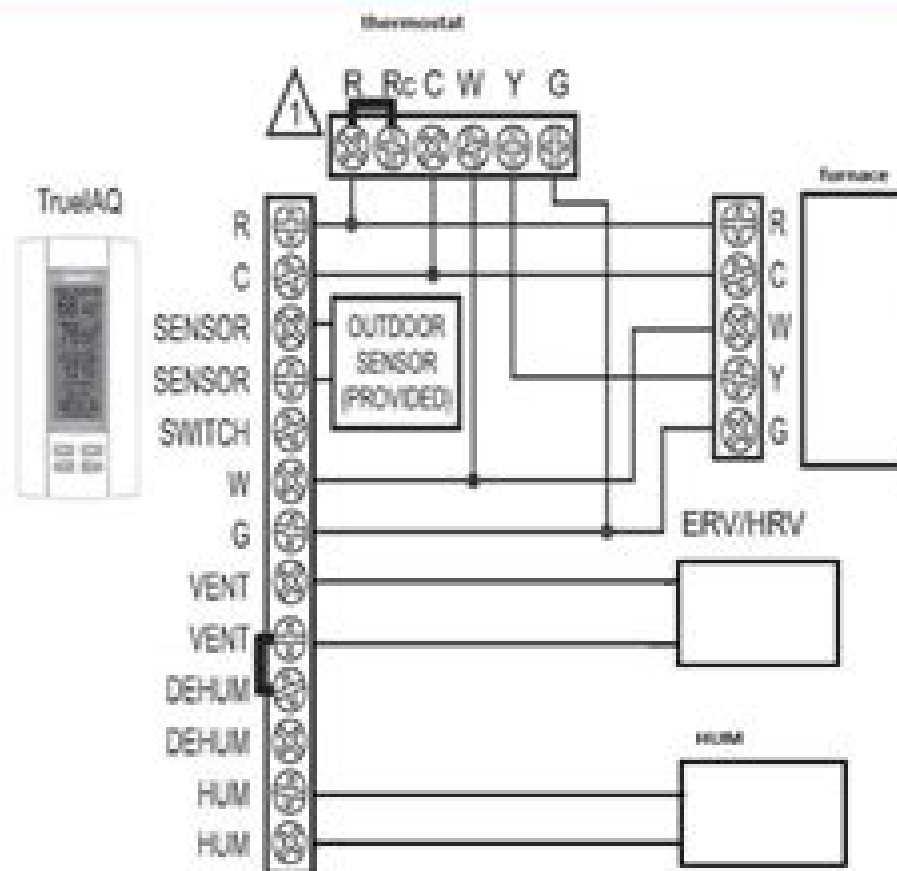 thermostat
1
R Rc C W Y G
furnace
TrueIAQ
R
C
SENSOR
SENSOR
SWITCH
W
G
VENT
VENT
DEHUM
DEHUM
HUM
HUM
OUTDOOR
SENSOR
(PROVIDED)
R
C
W
Y
G
ERV/HRV
HUM